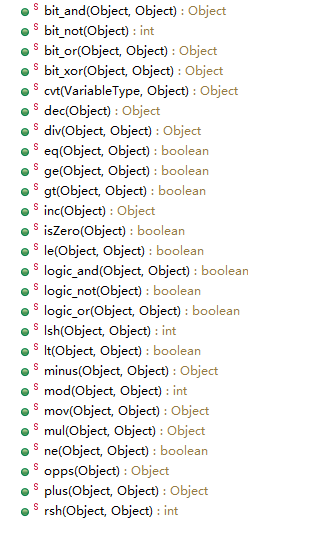 S bit_and(Object, Object) : Object
S bit_not(Object) : int
S bit_or(Object, Object) : Object
S bit_xor(Object, Object) : Object
S cvt(VariableType, Object) : Object
S dec(Object) : Object
S div(Object, Object) : Object
S eq(Object, Object) : boolean
S ge(Object, Object) : boolean
S gt(Object, Object) : boolean
S inc(Object) : Object
S isZero(Object) : boolean
S le(Object, Object) : boolean
S logic_and(Object, Object) : boolean
S logic_not(Object) : boolean
S logic_or(Object, Object) : boolean
S lsh(Object, Object) : int
S lt(Object, Object) : boolean
S minus(Object, Object) : Object
S mod(Object, Object) : int
S mov(Object, Object) : Object
S mul(Object, Object) : Object
S ne(Object, Object) : boolean
S opps(Object) : Object
S plus(Object, Object) : Object
S rsh(Object, Object) : int